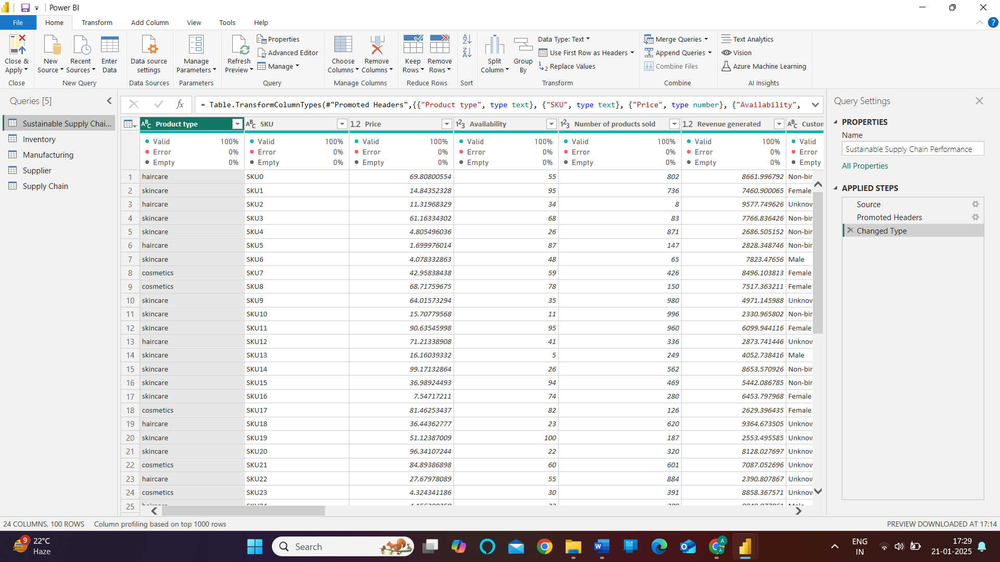 Power BI
File Home Transform Add Column View Tools Help
Close & Apply New Source Recent Sources Enter Data Data source settings Manage Parameters Refresh Preview Properties Advanced Editor Manage Choose Columns Remove Columns Keep Rows Remove Rows Split Column Group By Data Type: Text Use First Row as Headers Replace Values Merge Queries Append Queries Combine Files Text Analytics Vision Azure Machine Learning
Close New Query Data Sources Parameters Query Manage Columns Reduce Rows Sort Transform Combine AI Insights
Queries [5]
Sustainable Supply Chai...
Inventory
Manufacturing
Supplier
Supply Chain
fx = Table.TransformColumnTypes(#"Promoted Headers",{{"Product type", type text}, {"SKU", type text}, {"Price", type number}, {"Availability",
ABC Product type ABC SKU 1.2 Price 123 Availability 123 Number of products sold 1.2 Revenue generated ABC Custon
Valid 100% Valid 100% Valid 100% Valid 100% Valid 100% Valid 100% Valid
Error 0% Error 0% Error 0% Error 0% Error 0% Error 0% Error
Empty 0% Empty 0% Empty 0% Empty 0% Empty 0% Empty 0% Empty
1 haircare SKU0 69.80800554 55 802 8661.996792 Non-bir
2 skincare SKU1 14.84352328 95 736 7460.900065 Female
3 haircare SKU2 11.31968329 34 8 9577.749626 Unknov
4 skincare SKU3 61.16334302 68 83 7766.836426 Non-bir
5 skincare SKU4 4.805496036 26 871 2686.505152 Non-bir
6 haircare SKU5 1.699976014 87 147 2828.348746 Non-bir
7 skincare SKU6 4.078332863 48 65 7823.47656 Male
8 cosmetics SKU7 42.95838438 59 426 8496.103813 Female
9 cosmetics SKU8 68.71759675 78 150 7517.363211 Female
10 skincare SKU9 64.01573294 35 980 4971.145988 Unknov
11 skincare SKU10 15.70779568 11 996 2330.965802 Non-bir
12 skincare SKU11 90.63545998 95 960 6099.944116 Female
13 haircare SKU12 71.21338908 41 336 2873.741446 Unknov
14 skincare SKU13 16.16039332 5 249 4052.738416 Male
15 skincare SKU14 99.17132864 26 562 8653.570926 Non-bir
16 skincare SKU15 36.98924493 94 469 5442.086785 Non-bir
17 skincare SKU16 7.54717211 74 280 6453.797968 Female
18 cosmetics SKU17 81.46253437 82 126 2629.396435 Female
19 haircare SKU18 36.44362777 23 620 9364.673505 Unknov
20 skincare SKU19 51.12387009 100 187 2553.495585 Unknov
21 skincare SKU20 96.34107244 22 320 8128.027697 Unknov
22 cosmetics SKU21 84.89386898 60 601 7087.052696 Unknov
23 haircare SKU22 27.67978089 55 884 2390.807867 Unknov
24 cosmetics SKU23 4.324341186 30 391 8858.367571 Unknov
25
Query Settings
PROPERTIES
Name
Sustainable Supply Chain Performance
All Properties
APPLIED STEPS
Source
Promoted Headers
Changed Type
24 COLUMNS, 100 ROWS Column profiling based on top 1000 rows PREVIEW DOWNLOADED AT 17:14
9 22°C
Haze
Search
ENG
IN
17:29
21-01-2025